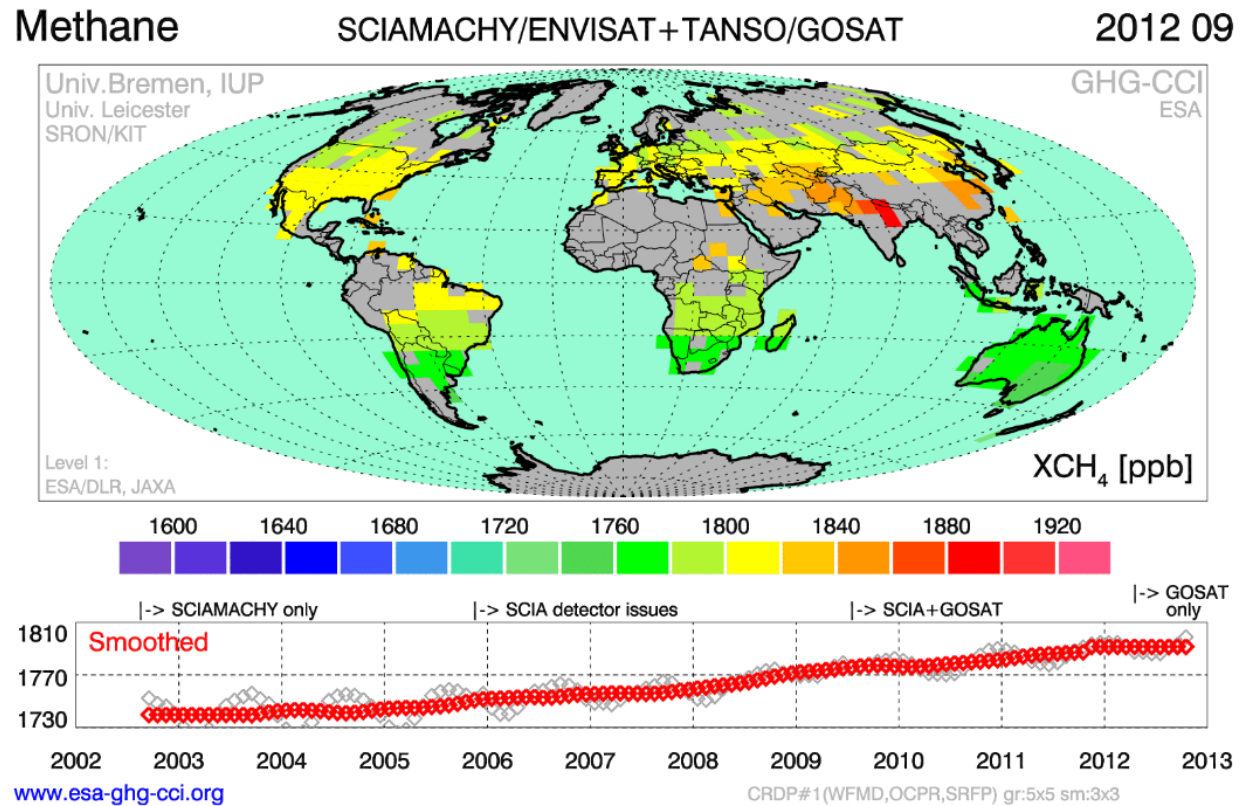 Methane SCIAMACHY/ENVISAT+TANSO/GOSAT 2012 09
Univ.Bremen, IUP GHG-CCI
Univ. Leicester ESA
SRON/KIT
Level 1:
ESA/DLR, JAXA
XCH₄ [ppb]
1600 1640 1680 1720 1760 1800 1840 1880 1920
|-> SCIAMACHY only |-> SCIA detector issues |-> SCIA+GOSAT |-> GOSAT only
1810
Smoothed
1770
1730
2002 2003 2004 2005 2006 2007 2008 2009 2010 2011 2012 2013
www.esa-ghg-cci.org CRDP#1(WFMD,OCPR,SRFP) gr:5x5 sm:3x3